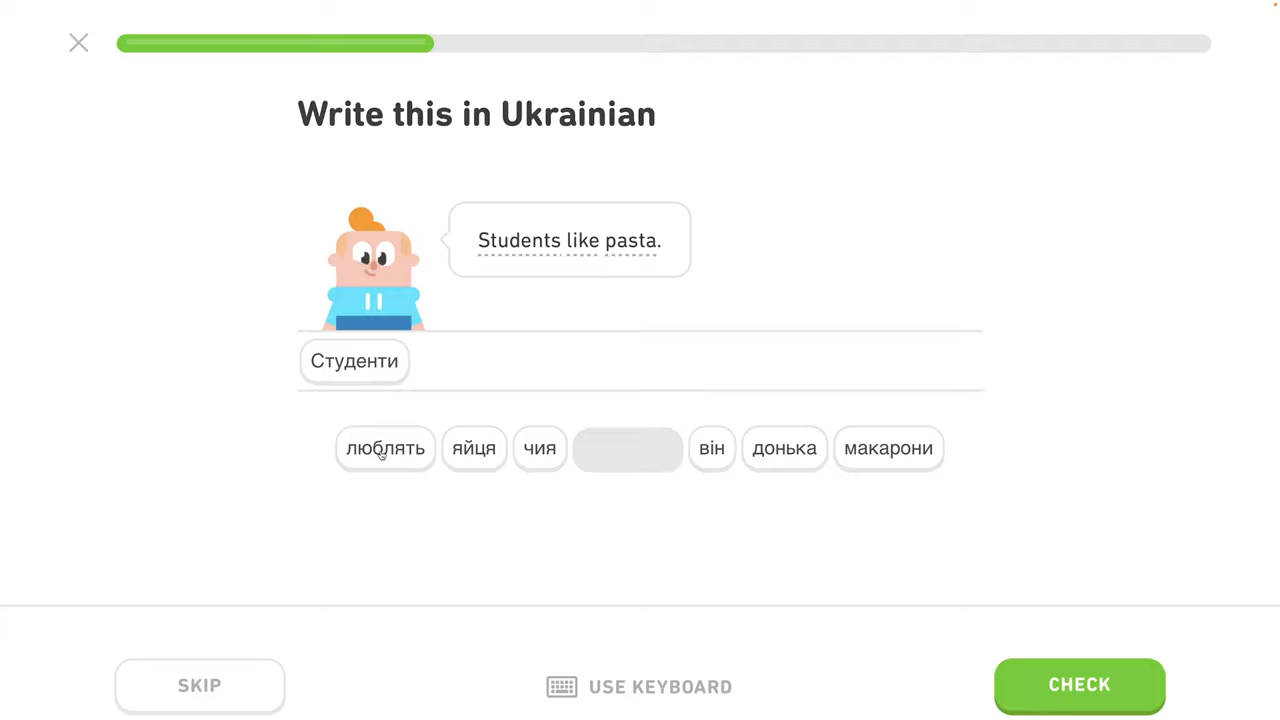 Write this in Ukrainian
Students like pasta.
Студенти
люблять яйця чия він донька макарони
SKIP USE KEYBOARD CHECK